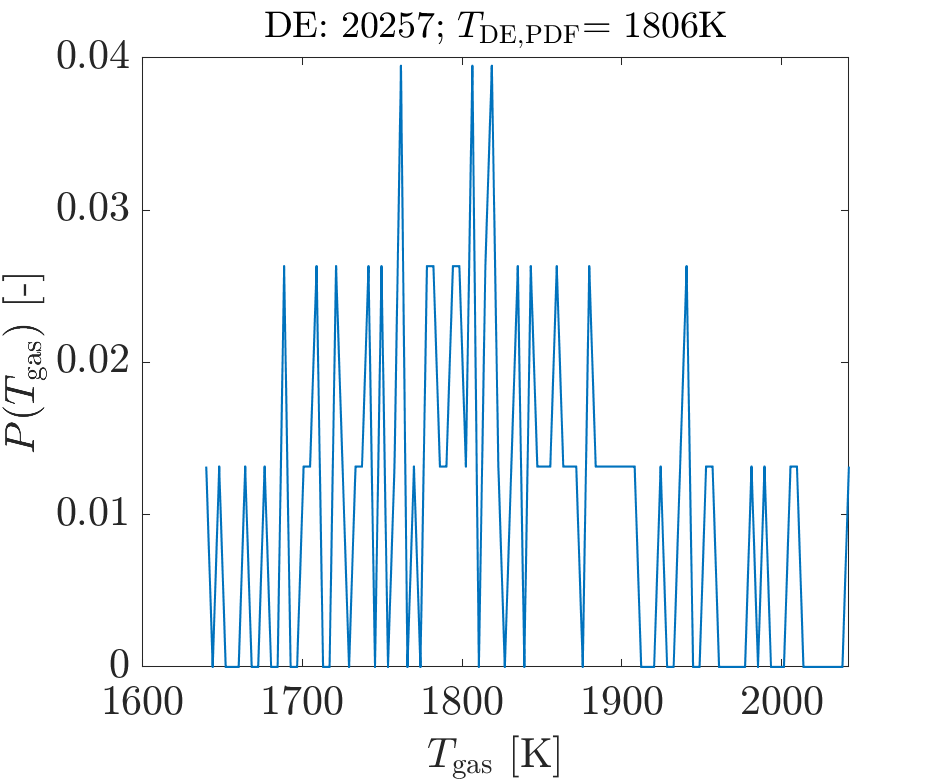 DE: 20257; T_DE,PDF= 1806K
0.04
0.03
0.02
0.01
0
P(T_gas) [-]
1600 1700 1800 1900 2000
T_gas [K]